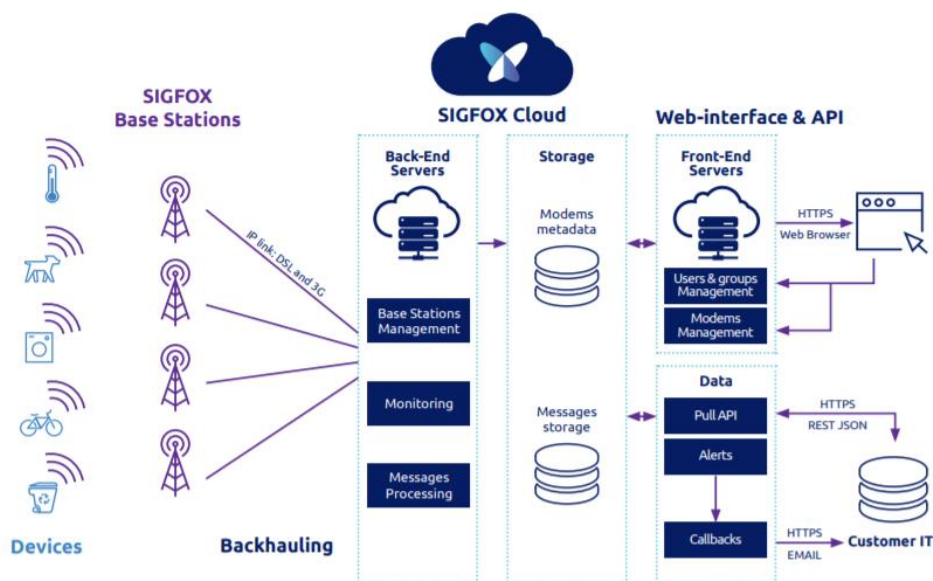 SIGFOX
Base Stations
SIGFOX Cloud
Web-interface & API
Back-End
Servers
Storage
Front-End
Servers
Modems
metadata
HTTPS
Web Browser
IP link: DSL and 3G
Users & groups
Management
Base Stations
Management
Modems
Management
Data
Monitoring
Messages
storage
Pull API
HTTPS
REST JSON
Alerts
Messages
Processing
Callbacks
HTTPS
EMAIL
Customer IT
Devices
Backhauling